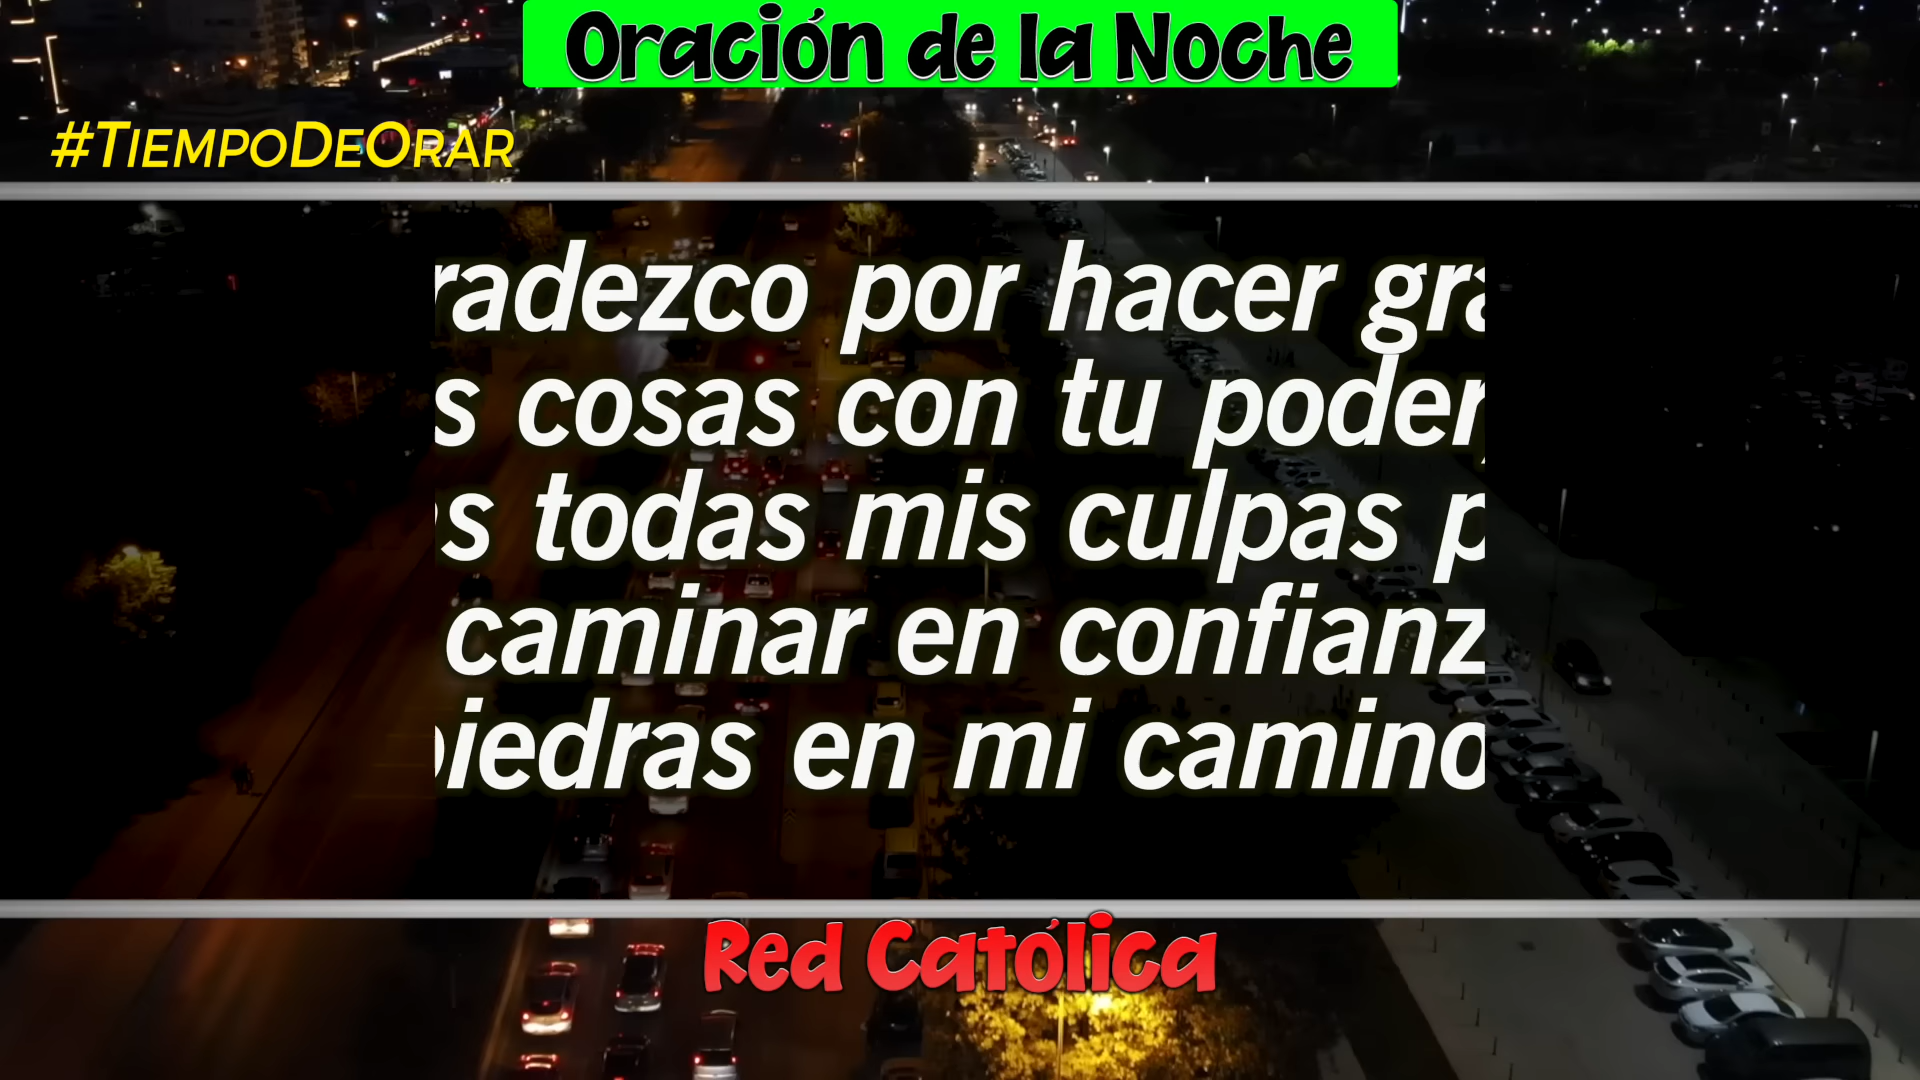 Oración de la Noche
#TiempoDeOrar
radezco por hacer gra
s cosas con tu poder,
s todas mis culpas p
caminar en confianz
piedras en mi camino
Red Católica